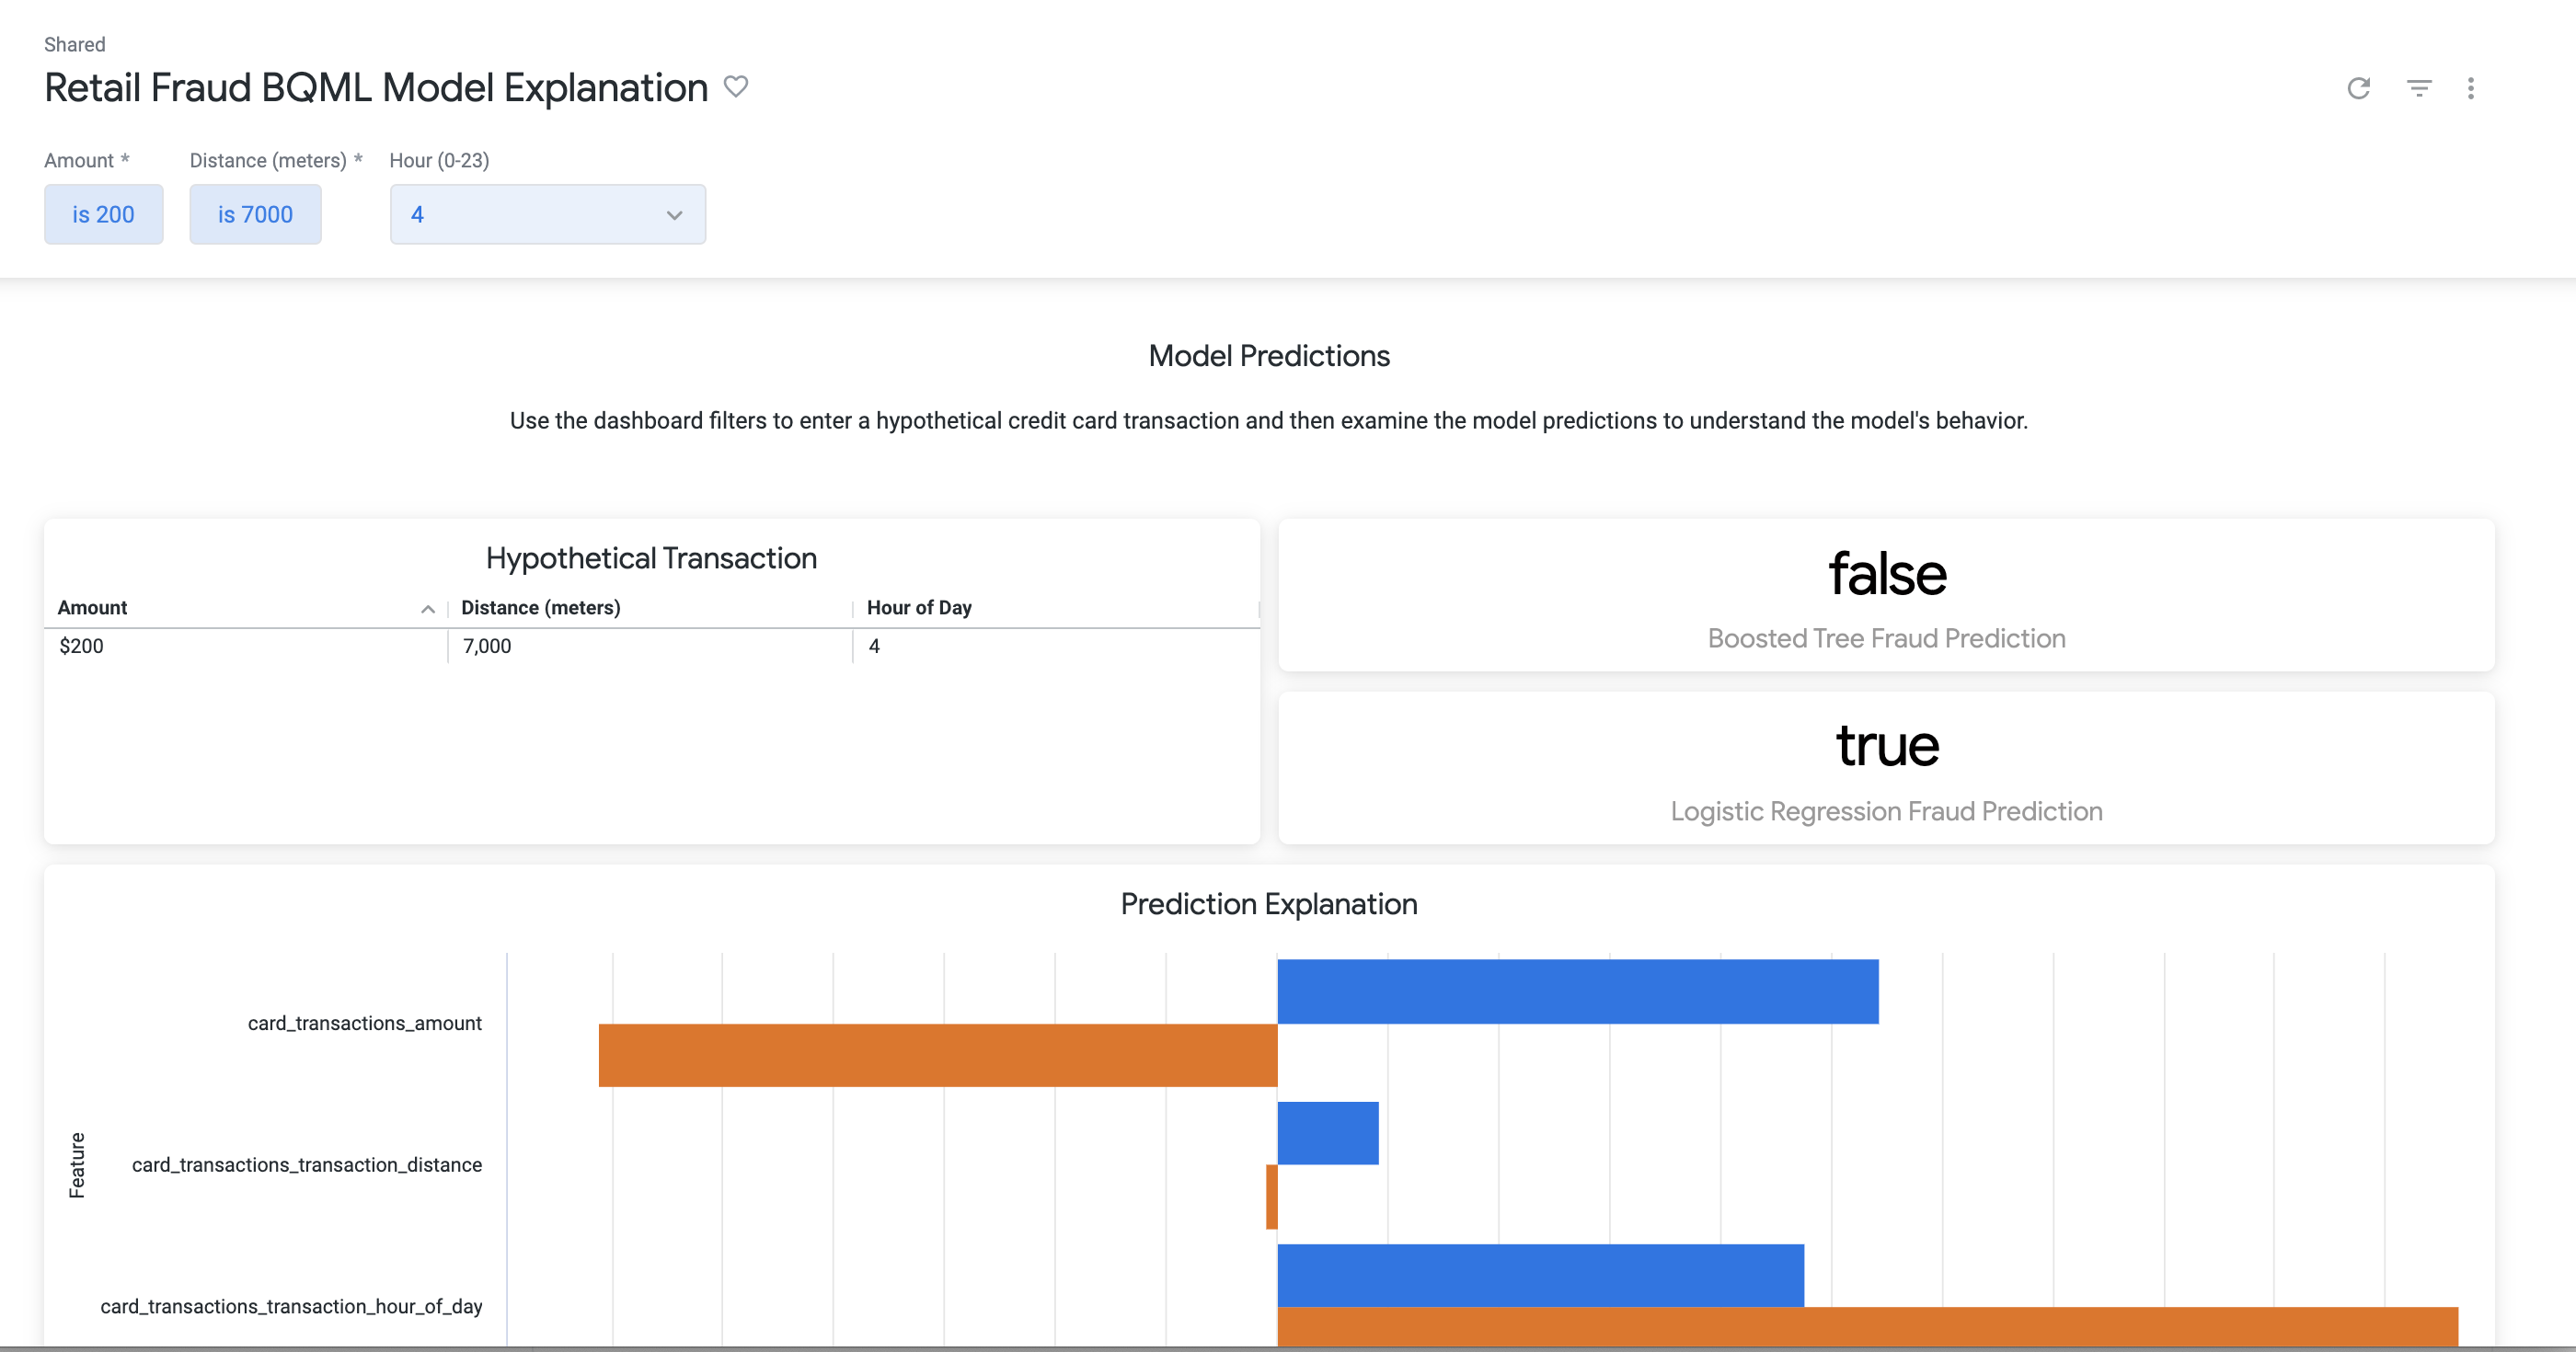 Shared
Retail Fraud BQML Model Explanation
Amount * Distance (meters) * Hour (0-23)
is 200 is 7000 4
Model Predictions
Use the dashboard filters to enter a hypothetical credit card transaction and then examine the model predictions to understand the model's behavior.
Hypothetical Transaction
Amount Distance (meters) Hour of Day
$200 7,000 4
false
Boosted Tree Fraud Prediction
true
Logistic Regression Fraud Prediction
Prediction Explanation
Feature
card_transactions_amount
card_transactions_transaction_distance
card_transactions_transaction_hour_of_day